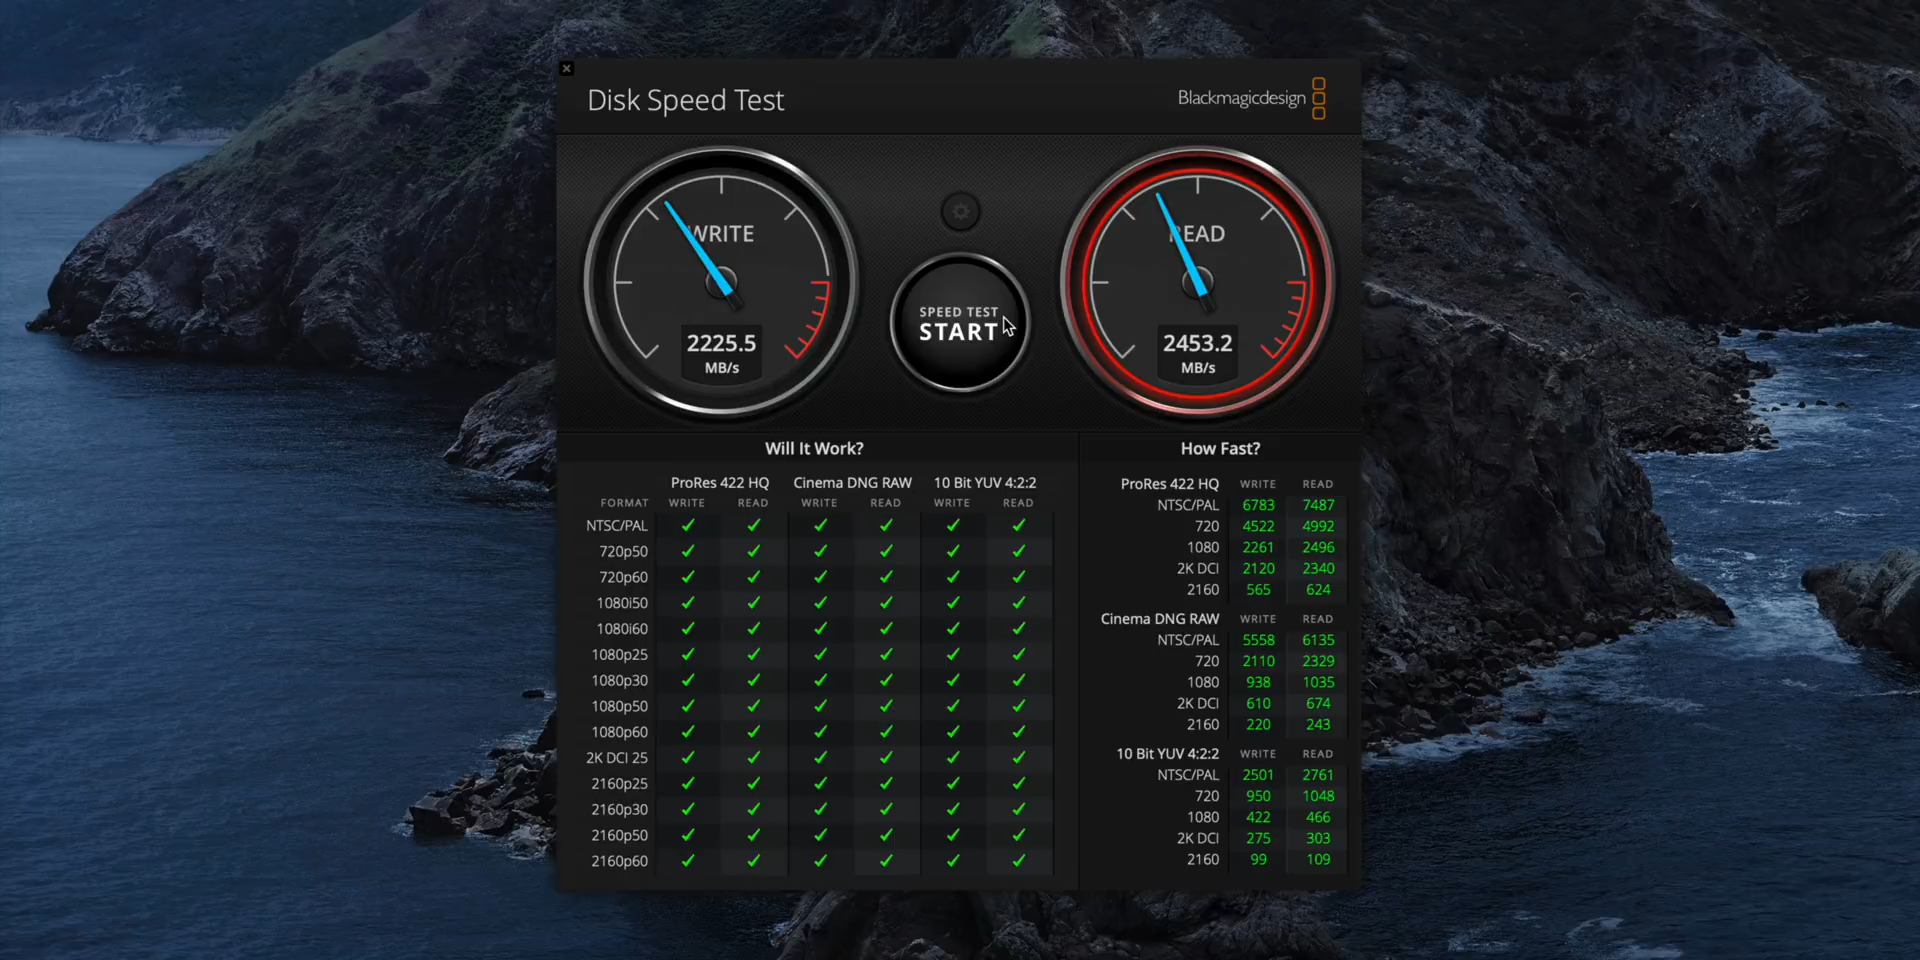 Disk Speed Test
Blackmagicdesign
WRITE
2225.5
MB/s
SPEED TEST
START
READ
2453.2
MB/s
Will It Work?
ProRes 422 HQ Cinema DNG RAW 10 Bit YUV 4:2:2
FORMAT WRITE READ WRITE READ WRITE READ
NTSC/PAL ✓ ✓ ✓ ✓ ✓ ✓
720p50 ✓ ✓ ✓ ✓ ✓ ✓
720p60 ✓ ✓ ✓ ✓ ✓ ✓
1080i50 ✓ ✓ ✓ ✓ ✓ ✓
1080i60 ✓ ✓ ✓ ✓ ✓ ✓
1080p25 ✓ ✓ ✓ ✓ ✓ ✓
1080p30 ✓ ✓ ✓ ✓ ✓ ✓
1080p50 ✓ ✓ ✓ ✓ ✓ ✓
1080p60 ✓ ✓ ✓ ✓ ✓ ✓
2K DCI 25 ✓ ✓ ✓ ✓ ✓ ✓
2160p25 ✓ ✓ ✓ ✓ ✓ ✓
2160p30 ✓ ✓ ✓ ✓ ✓ ✓
2160p50 ✓ ✓ ✓ ✓ ✓ ✓
2160p60 ✓ ✓ ✓ ✓ ✓ ✓
How Fast?
ProRes 422 HQ WRITE READ
NTSC/PAL 6783 7487
720 4522 4992
1080 2261 2496
2K DCI 2120 2340
2160 565 624
Cinema DNG RAW WRITE READ
NTSC/PAL 5558 6135
720 2110 2329
1080 938 1035
2K DCI 610 674
2160 220 243
10 Bit YUV 4:2:2 WRITE READ
NTSC/PAL 2501 2761
720 950 1048
1080 422 466
2K DCI 275 303
2160 99 109